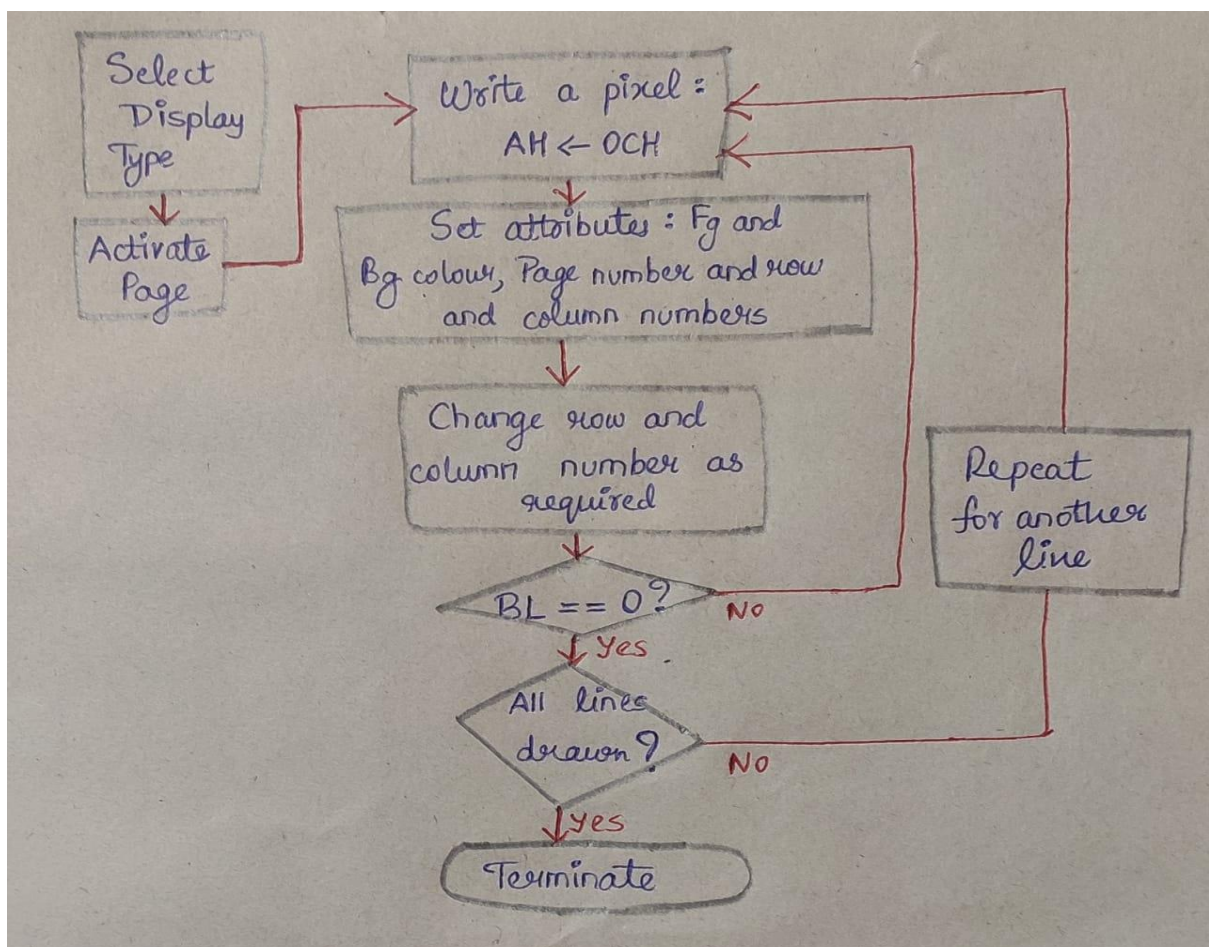 Select
Display
Type
Activate
Page
Write a pixel :
AH ← OCH
Set attributes : Fg and
Bg colour, Page number and row
and column numbers
Change row and
column number as
required
BL == 0?
No
Yes
All lines
drawn?
No
Yes
Terminate
Repeat
for another
line